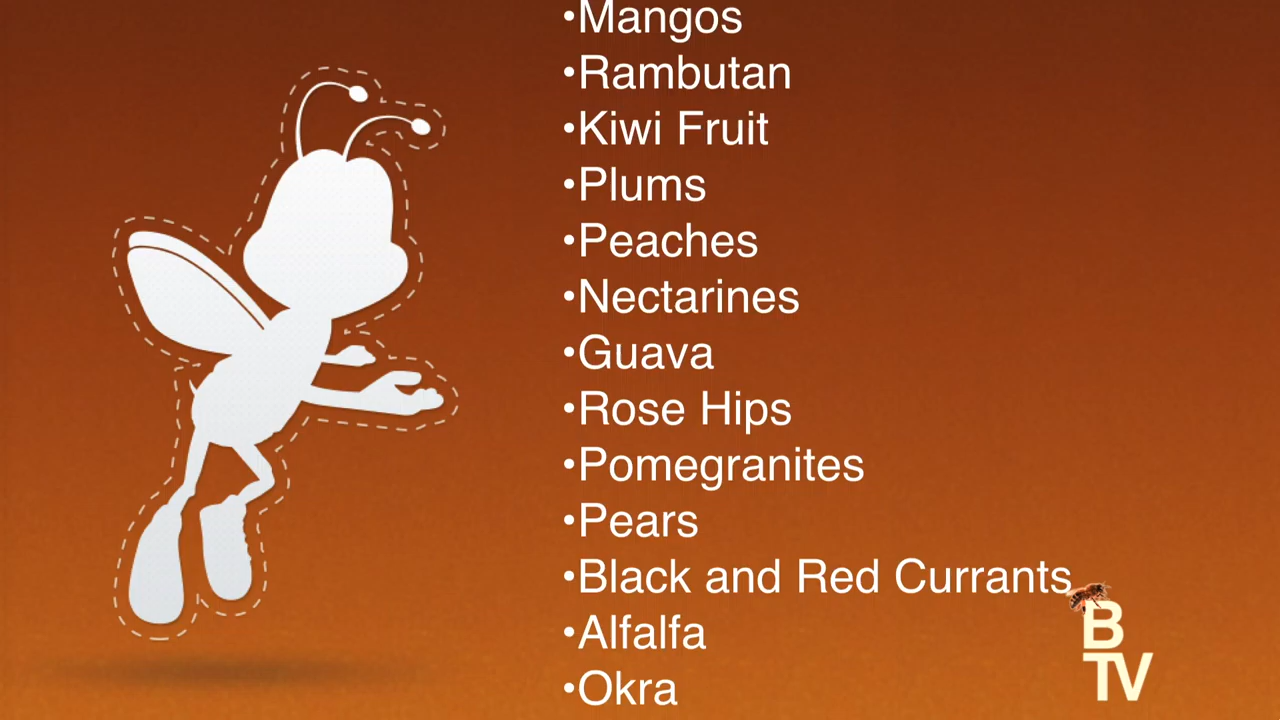 •Mangos
•Rambutan
•Kiwi Fruit
•Plums
•Peaches
•Nectarines
•Guava
•Rose Hips
•Pomegranites
•Pears
•Black and Red Currants
•Alfalfa
•Okra
B
TV